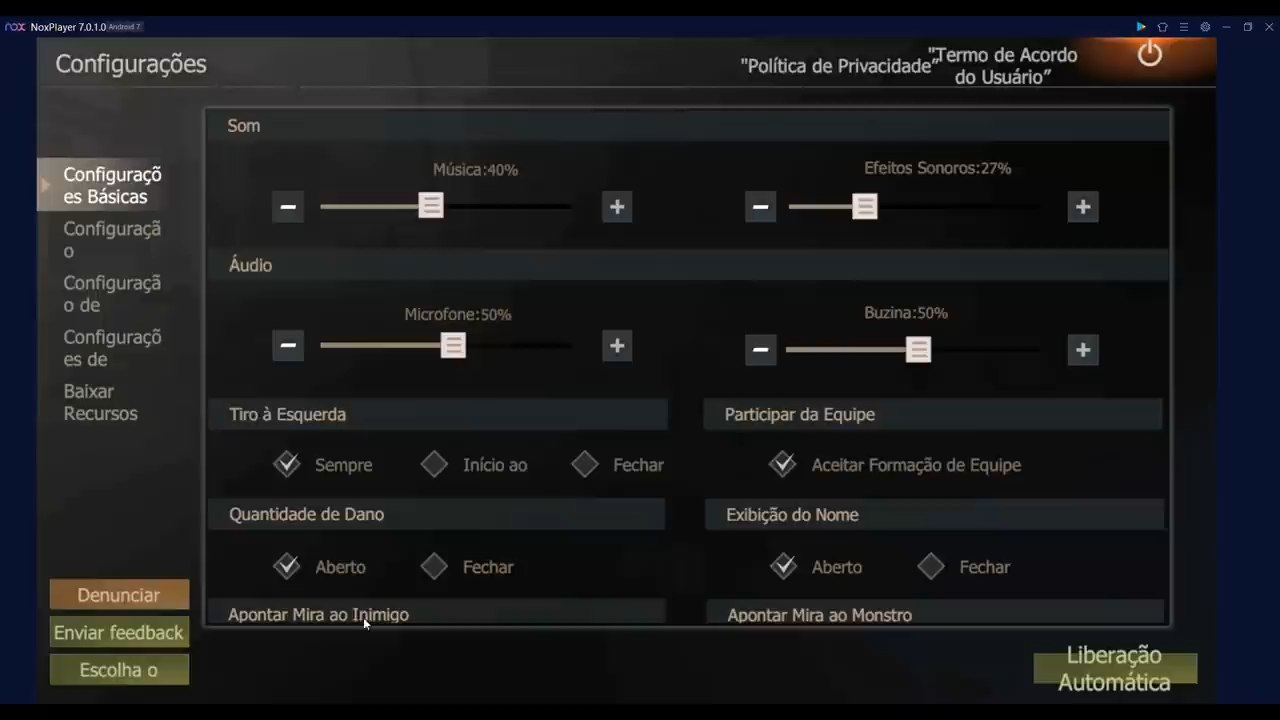 nox NoxPlayer 7.0.1.0 Android 7
Configurações
"Política de Privacidade"
"Termo de Acordo
do Usuário"
Som
Música:40%
Efeitos Sonoros:27%
Configuraçõ
es Básicas
Configuraçã
o
Configuraçã
o de
Configuraçõ
es de
Baixar
Recursos
Áudio
Microfone:50%
Buzina:50%
Tiro à Esquerda
Participar da Equipe
Sempre
Início ao
Fechar
Aceitar Formação de Equipe
Quantidade de Dano
Exibição do Nome
Aberto
Fechar
Aberto
Fechar
Apontar Mira ao Inimigo
Apontar Mira ao Monstro
Denunciar
Enviar feedback
Escolha o
Liberação
Automática